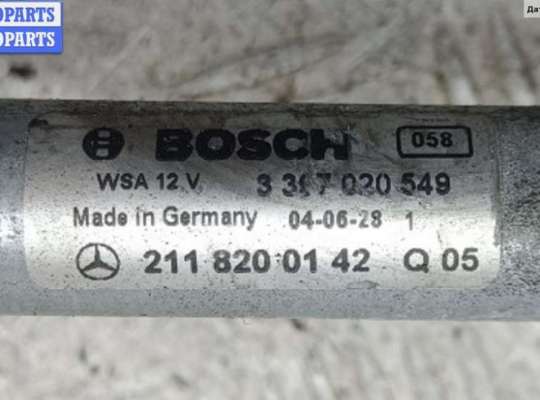 OPARTS
OPARTS
Дат
BOSCH 058
WSA 12 V 3 397 020 549
Made in Germany 04-06-28 1
211 820 01 42 Q 05